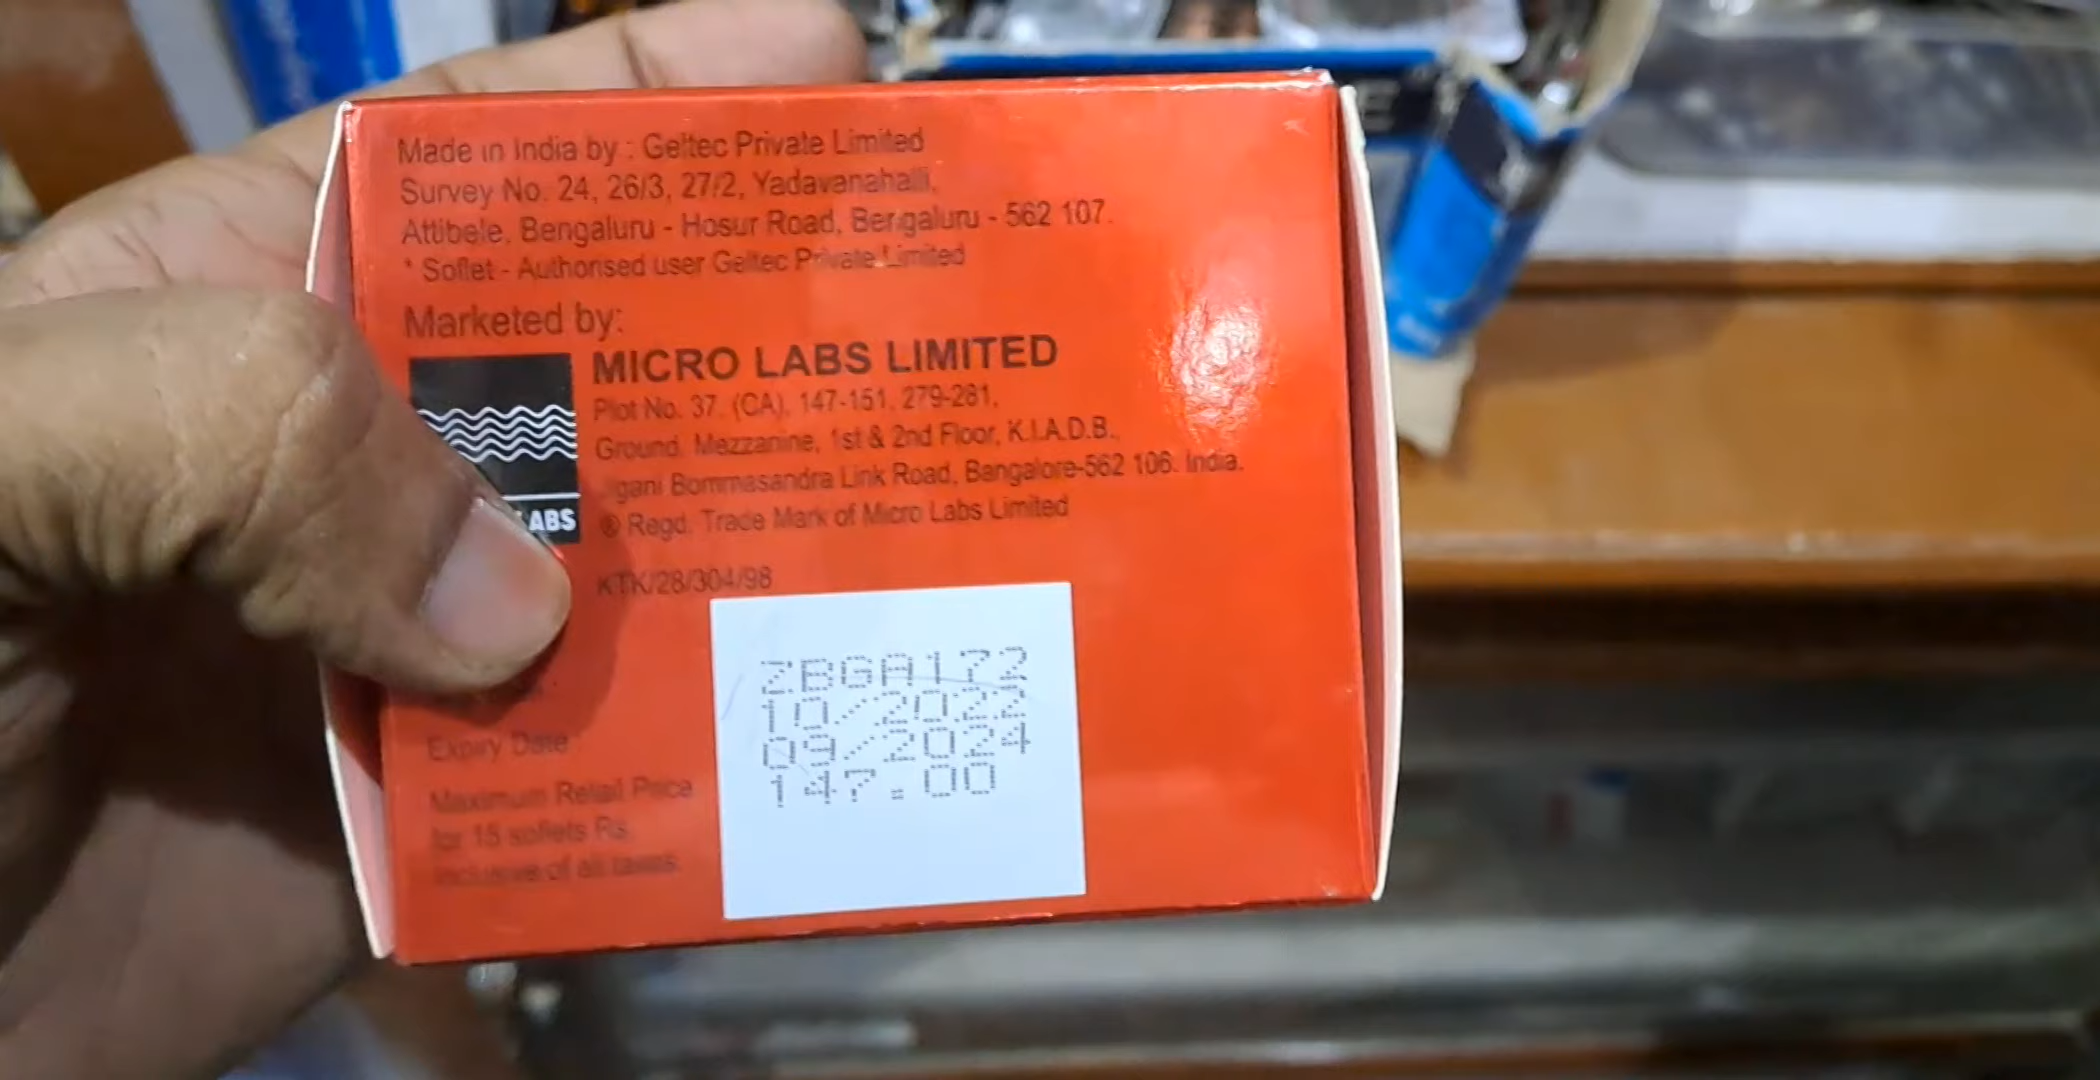 Made in India by : Geltec Private Limited
Survey No. 24, 26/3, 27/2, Yadavanahalli,
Attibele, Bengaluru - Hosur Road, Bengaluru - 562 107.
* Soflet - Authorised user Geltec Private Limited
Marketed by:
MICRO LABS LIMITED
Plot No. 37, (CA), 147-151, 279-281,
Ground, Mezzanine, 1st & 2nd Floor, K.I.A.D.B.,
Bommasandra Link Road, Bangalore-562 106. India.
ABS
® Regd. Trade Mark of Micro Labs Limited
KTK/28/304/98
ZBGA172
10/2022
Expiry Date
09/2024
Maximum Retail Price
147.00
for 15 soflets Rs.
Inclusive of all taxes